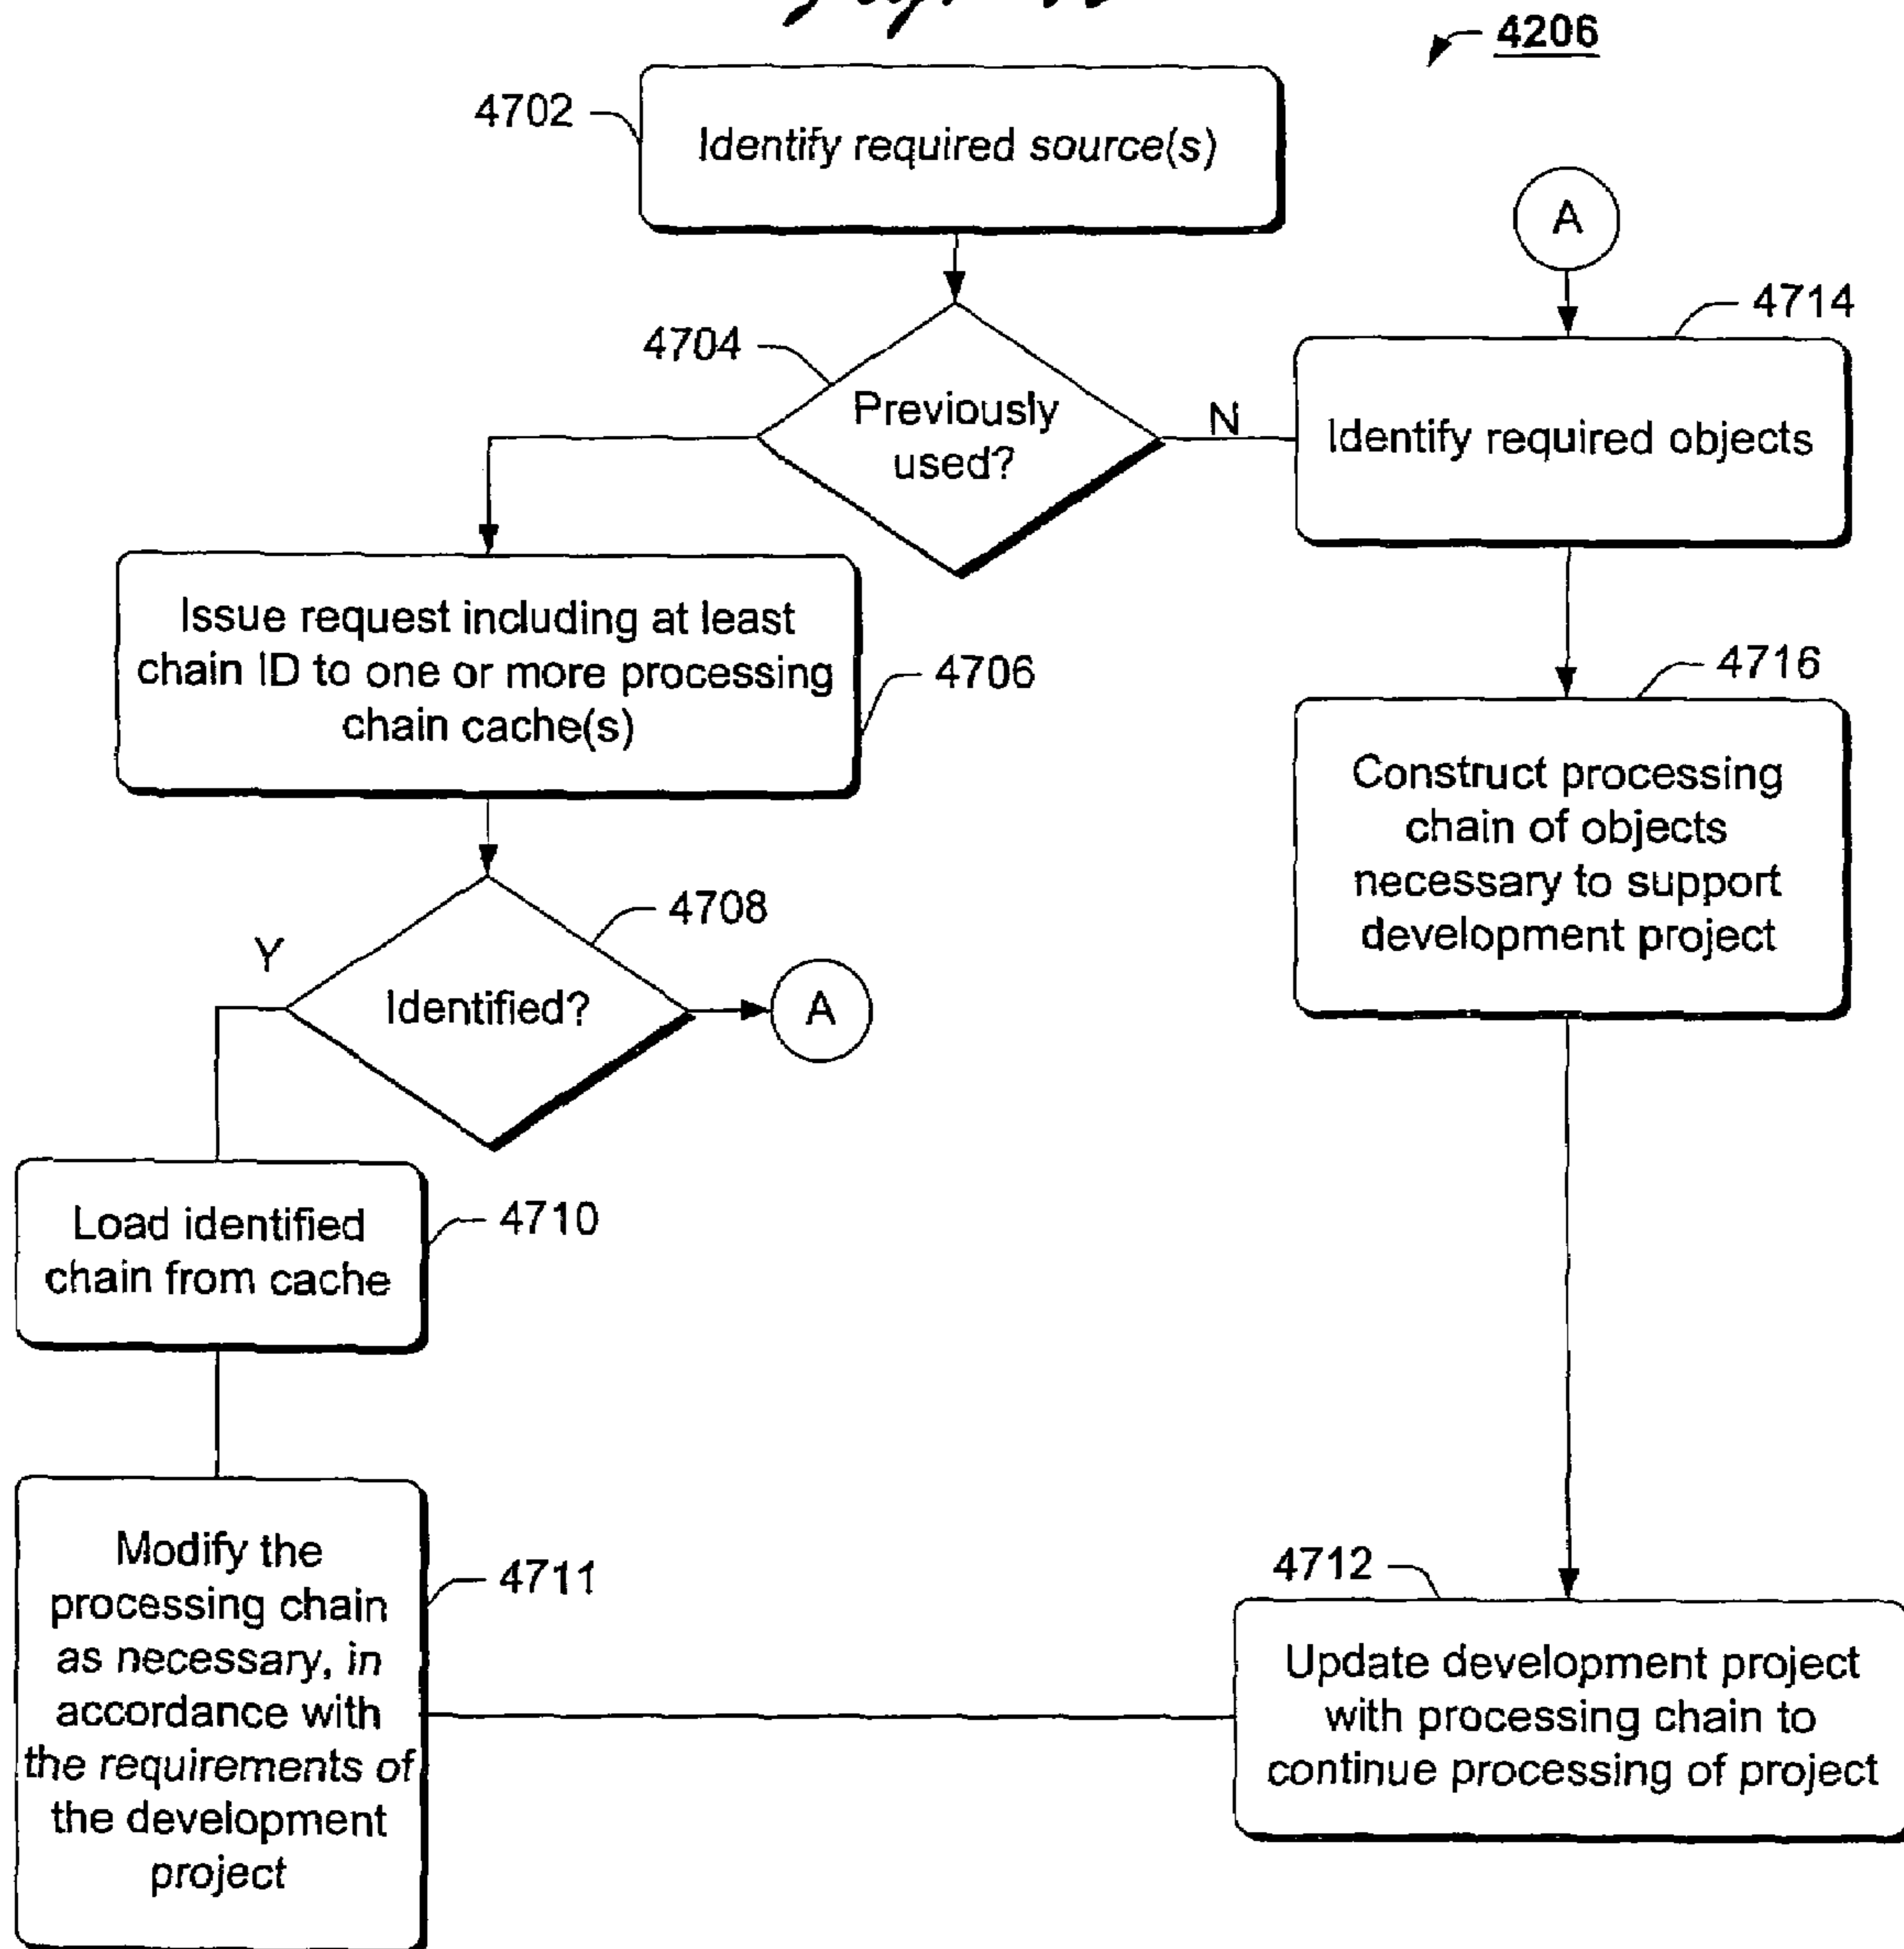 4206
4702
Identify required source(s)
A
4714
4704
Previously
used?
N
Identify required objects
Issue request including at least
chain ID to one or more processing
chain cache(s)
4706
4716
Construct processing
chain of objects
necessary to support
development project
4708
Y
Identified?
A
Load identified
chain from cache
4710
Modify the
processing chain
as necessary, in
accordance with
the requirements of
the development
project
4711
4712
Update development project
with processing chain to
continue processing of project